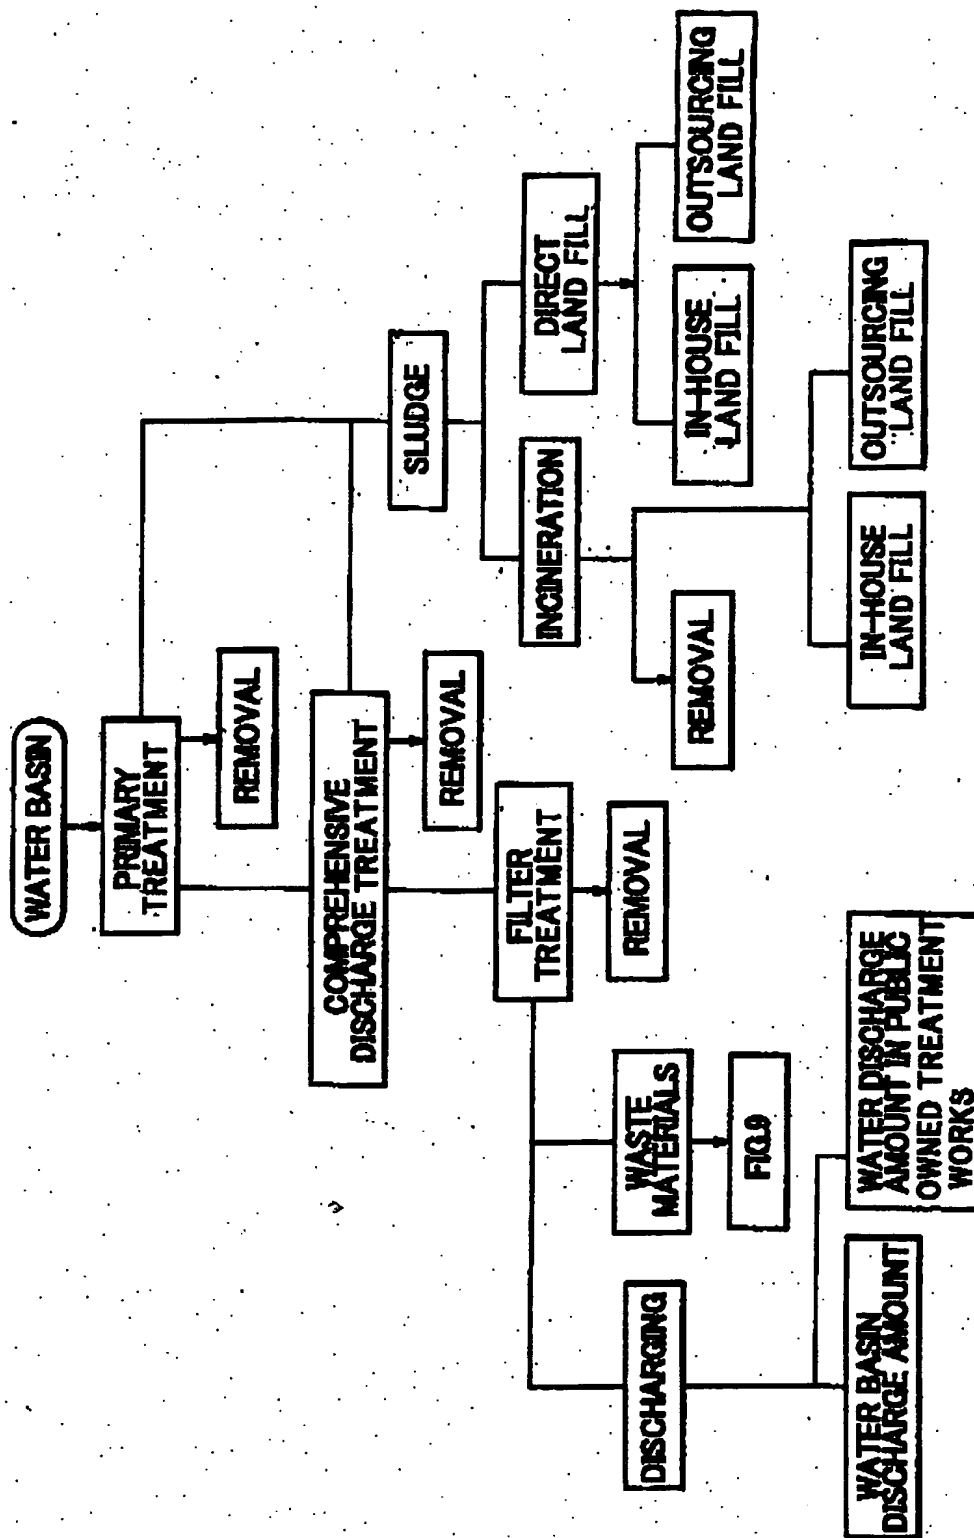 WATER BASIN
PRIMARY
TREATMENT
REMOVAL
COMPREHENSIVE
DISCHARGE TREATMENT
REMOVAL
SLUDGE
FILTER
TREATMENT
REMOVAL
INCINERATION
DIRECT
LAND FILL
DISCHARGING
WASTE
MATERIALS
FIG.9
REMOVAL
IN-HOUSE
LAND FILL
OUTSOURCING
LAND FILL
WATER BASIN
DISCHARGE AMOUNT
WATER DISCHARGE
AMOUNT IN PUBLIC
OWNED TREATMENT
WORKS
IN-HOUSE
LAND FILL
OUTSOURCING
LAND FILL